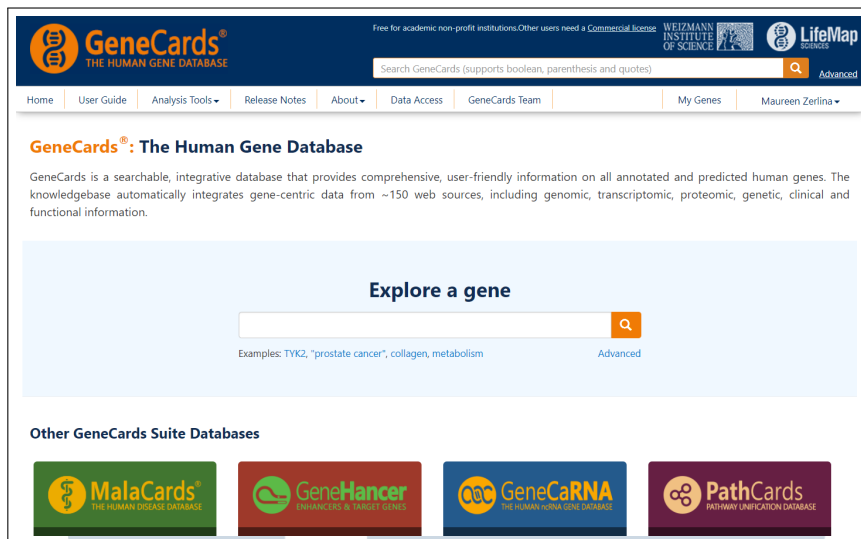 GeneCards®
THE HUMAN GENE DATABASE
Free for academic non-profit institutions.Other users need a Commercial license
WEIZMANN
INSTITUTE
OF SCIENCE
LifeMap
SCIENCES
Search GeneCards (supports boolean, parenthesis and quotes)
Advanced
Home User Guide Analysis Tools Release Notes About Data Access GeneCards Team My Genes Maureen Zerlina
GeneCards®: The Human Gene Database
GeneCards is a searchable, integrative database that provides comprehensive, user-friendly information on all annotated and predicted human genes. The
knowledgebase automatically integrates gene-centric data from ~150 web sources, including genomic, transcriptomic, proteomic, genetic, clinical and
functional information.
Explore a gene
Examples: TYK2, "prostate cancer", collagen, metabolism Advanced
Other GeneCards Suite Databases
MalaCards®
THE HUMAN DISEASE DATABASE
GeneHancer
ENHANCERS & TARGET GENES
GeneCaRNA
THE HUMAN ncRNA GENE DATABASE
PathCards
PATHWAY UNIFICATION DATABASE